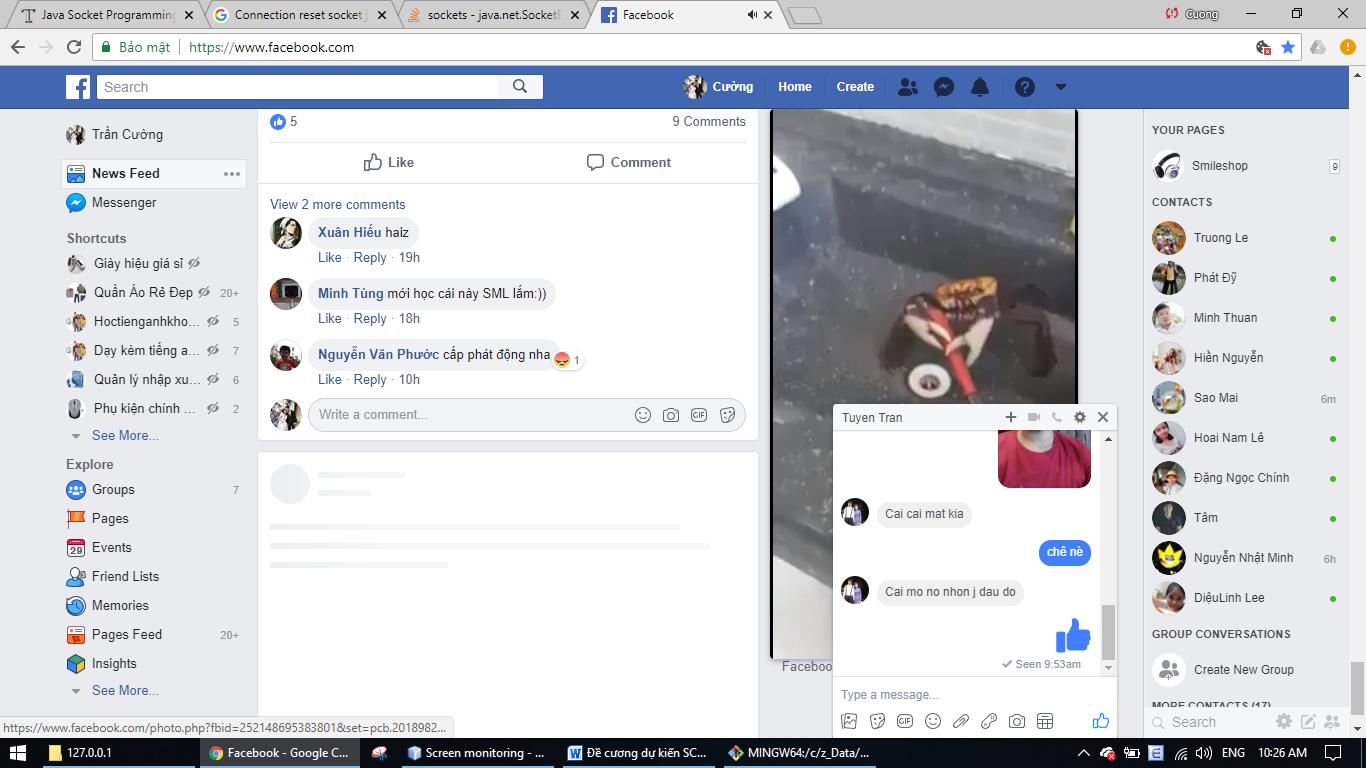 Java Socket Programming
Connection reset socket j
sockets - java.net.SocketE
Facebook
Cuong
Bảo mật
https://www.facebook.com
Search
Cường
Home
Create
Trần Cường
News Feed
Messenger
Shortcuts
Giày hiệu giá sỉ
Quần Áo Rẻ Đẹp
20+
Hoctienganhkho...
5
Dạy kèm tiếng a...
7
Quản lý nhập xu...
6
Phụ kiện chính ...
2
See More...
Explore
Groups
7
Pages
29
Events
Friend Lists
Memories
Pages Feed
20+
Insights
See More...
5
9 Comments
Like
Comment
View 2 more comments
Xuân Hiếu haiz
Like · Reply · 19h
Minh Tùng mới học cái này SML lắm:))
Like · Reply · 18h
Nguyễn Văn Phước cấp phát động nha
1
Like · Reply · 10h
Write a comment...
GIF
Faceboo
Tuyen Tran
Cai cai mat kia
chê nè
Cai mo no nhon j dau do
Seen 9:53am
Type a message...
GIF
YOUR PAGES
Smileshop
9
CONTACTS
Truong Le
Phát Đỹ
Minh Thuan
Hiền Nguyễn
Sao Mai
6m
Hoai Nam Lê
Đặng Ngọc Chính
Tâm
Nguyễn Nhật Minh
6h
DiệuLinh Lee
GROUP CONVERSATIONS
Create New Group
MORE CONTACTS (17)
Search
https://www.facebook.com/photo.php?fbid=2521486953838801&set=pcb.2018982...
127.0.0.1
Facebook - Google C...
Screen monitoring - ...
Đề cương dự kiến SC...
MINGW64:/c/z_Data/...
ENG
10:26 AM